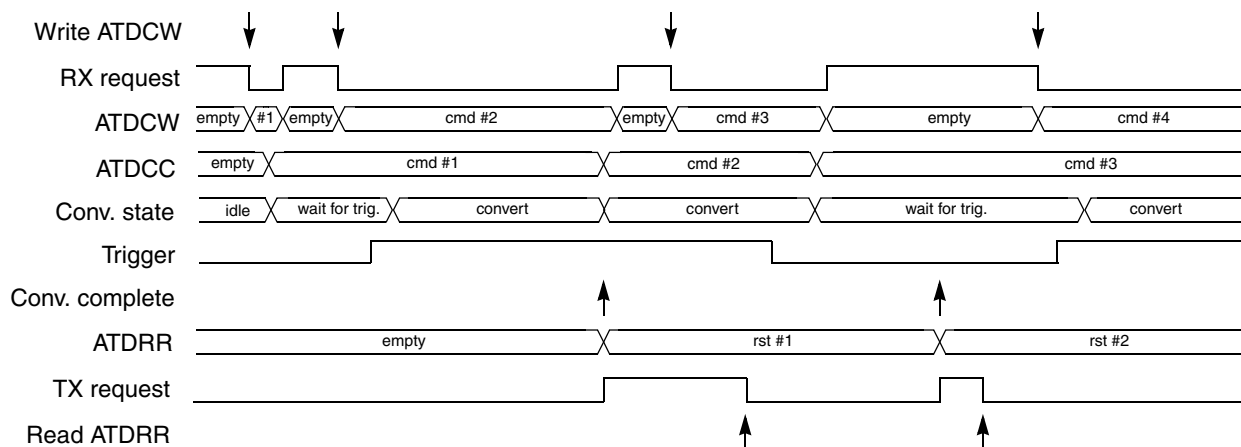 Write ATDCW
RX request
ATDCW empty #1 empty cmd #2 empty cmd #3 empty cmd #4
ATDCC empty cmd #1 cmd #2 cmd #3
Conv. state idle wait for trig. convert convert wait for trig. convert
Trigger
Conv. complete
ATDRR empty rst #1 rst #2
TX request
Read ATDRR